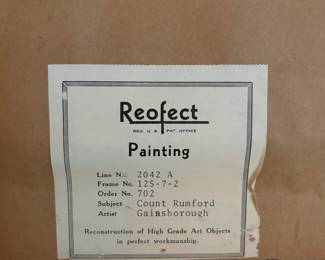 Reofect
REG. U. S. PAT. OFFICE
Painting
Line No. 2042 A
Frame No. 125-7-2
Order No. 702
Subject Count Rumford
Artist Gainsborough
Reconstruction of High Grade Art Objects
in perfect workmanship.